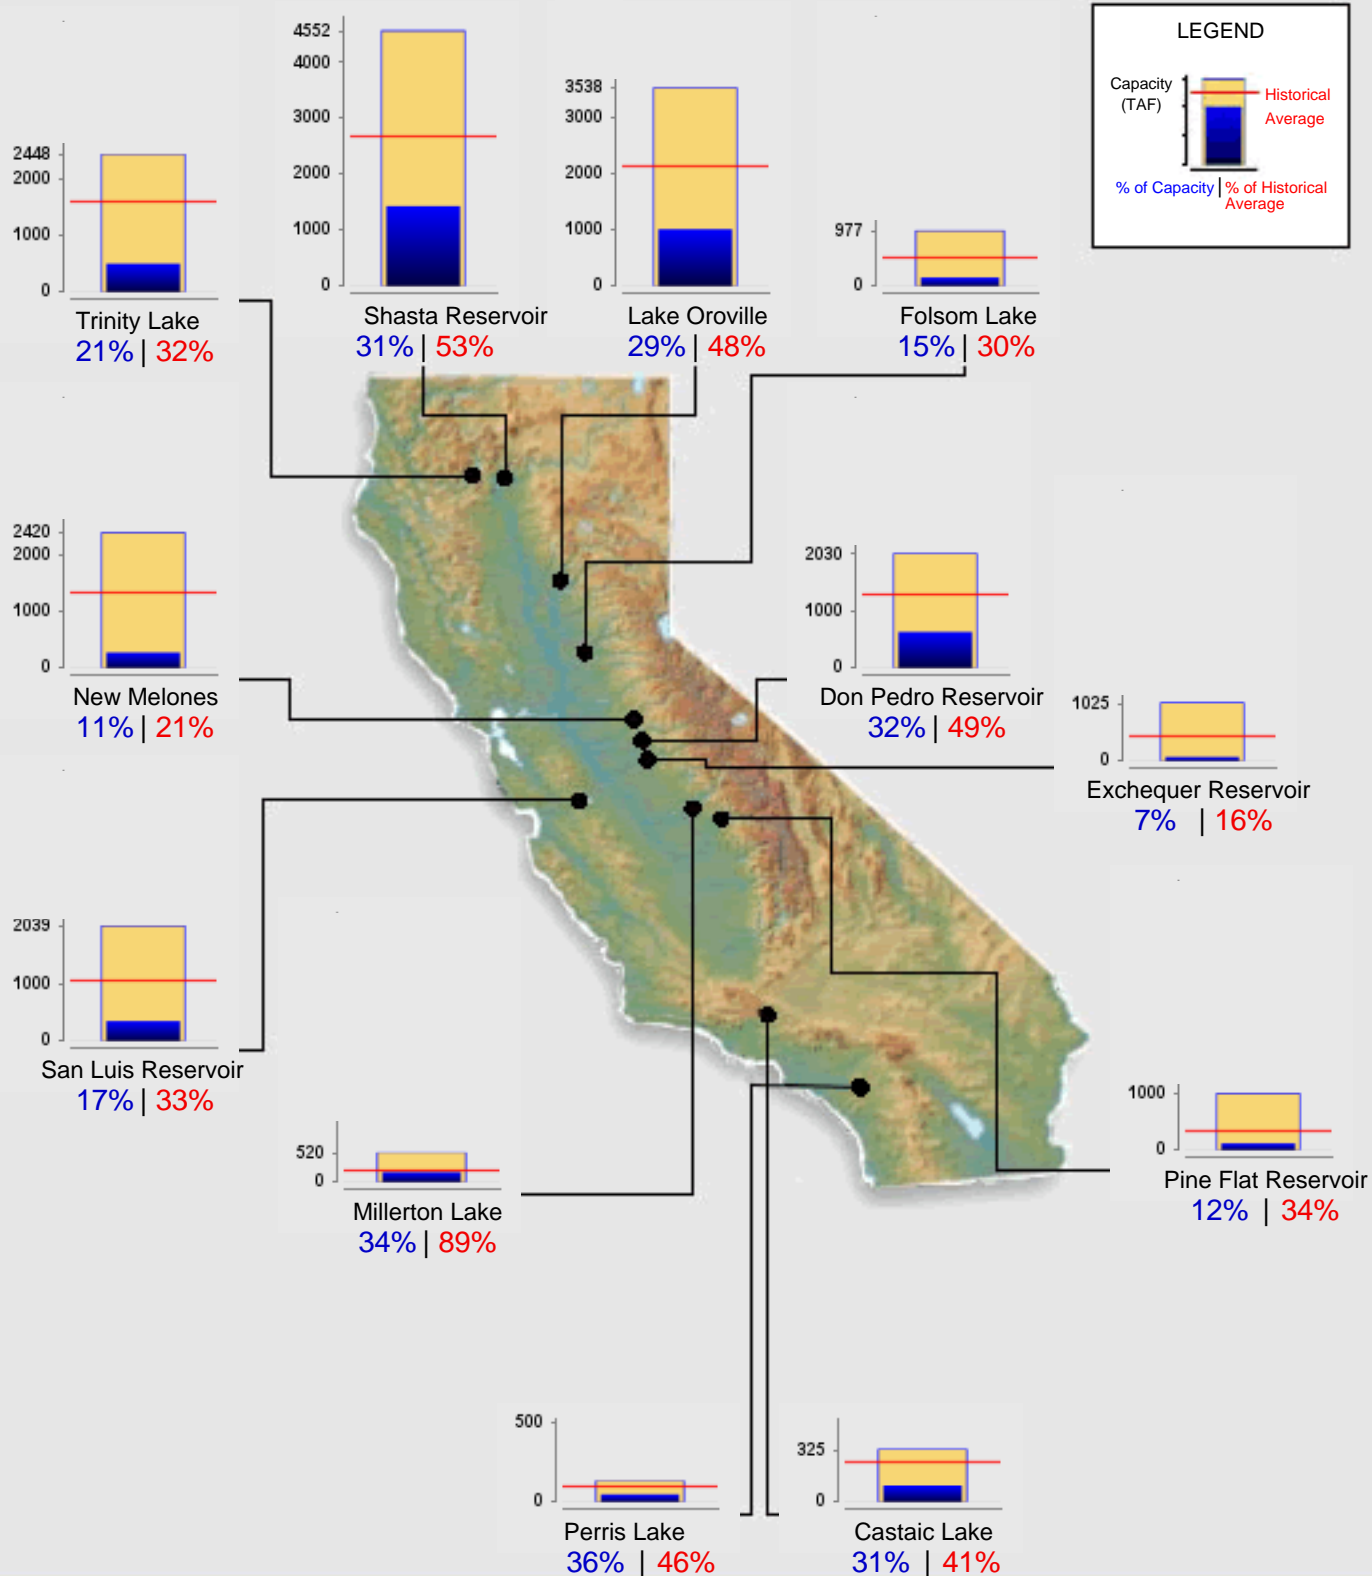 LEGEND
Capacity
(TAF)
Historical
Average
% of Capacity | % of Historical
Average
2448
2000
1000
0
Trinity Lake
21% | 32%
4552
4000
3000
2000
1000
0
Shasta Reservoir
31% | 53%
3538
3000
2000
1000
0
Lake Oroville
29% | 48%
977
0
Folsom Lake
15% | 30%
2420
2000
1000
0
New Melones
11% | 21%
2030
1000
0
Don Pedro Reservoir
32% | 49%
1025
0
Exchequer Reservoir
7% | 16%
2039
1000
0
San Luis Reservoir
17% | 33%
520
0
Millerton Lake
34% | 89%
1000
0
Pine Flat Reservoir
12% | 34%
500
0
Perris Lake
36% | 46%
325
0
Castaic Lake
31% | 41%